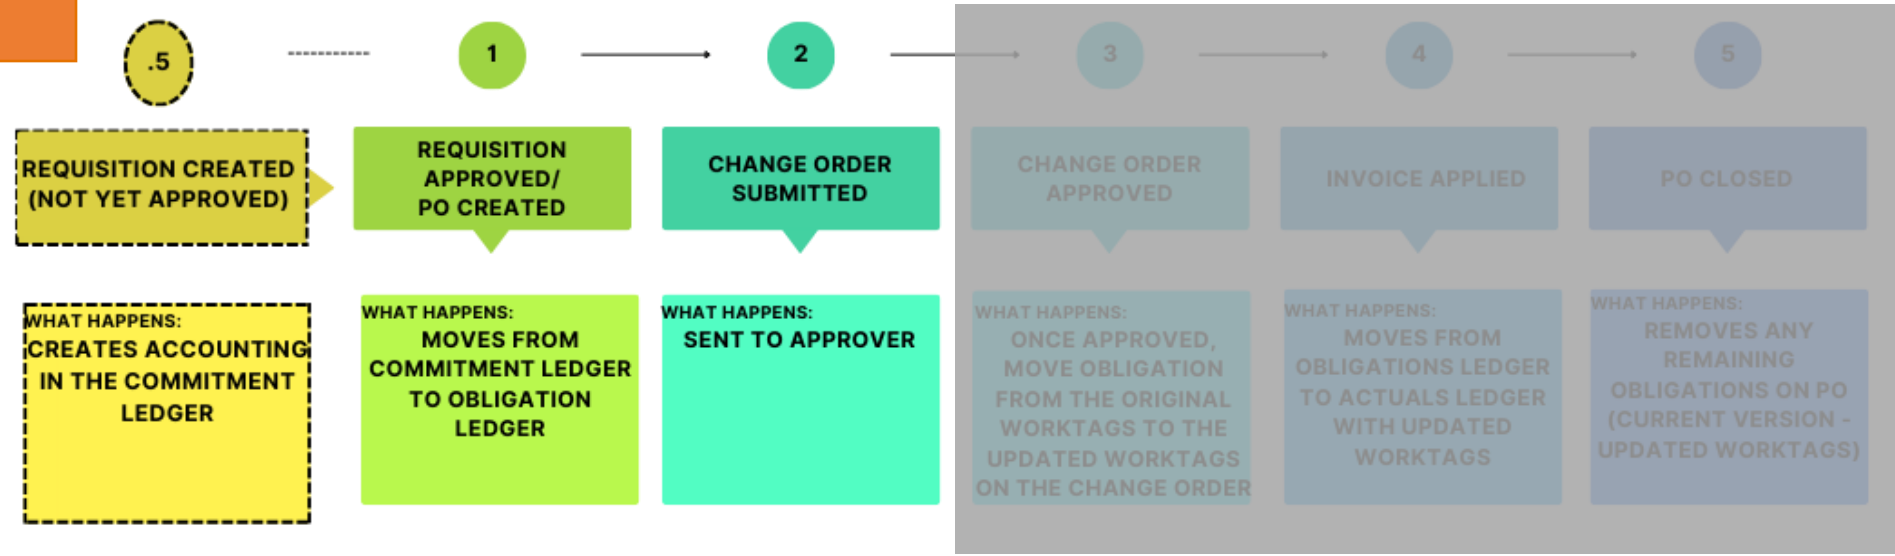 .5
1
2
3
4
5
REQUISITION CREATED
(NOT YET APPROVED)
REQUISITION
APPROVED/
PO CREATED
CHANGE ORDER
SUBMITTED
CHANGE ORDER
APPROVED
INVOICE APPLIED
PO CLOSED
WHAT HAPPENS:
CREATES ACCOUNTING
IN THE COMMITMENT
LEDGER
WHAT HAPPENS:
MOVES FROM
COMMITMENT LEDGER
TO OBLIGATION
LEDGER
WHAT HAPPENS:
SENT TO APPROVER
WHAT HAPPENS:
ONCE APPROVED,
MOVE OBLIGATION
FROM THE ORIGINAL
WORKTAGS TO THE
UPDATED WORKTAGS
ON THE CHANGE ORDER
WHAT HAPPENS:
MOVES FROM
OBLIGATIONS LEDGER
TO ACTUALS LEDGER
WITH UPDATED
WORKTAGS
WHAT HAPPENS:
REMOVES ANY
REMAINING
OBLIGATIONS ON PO
(CURRENT VERSION -
UPDATED WORKTAGS)